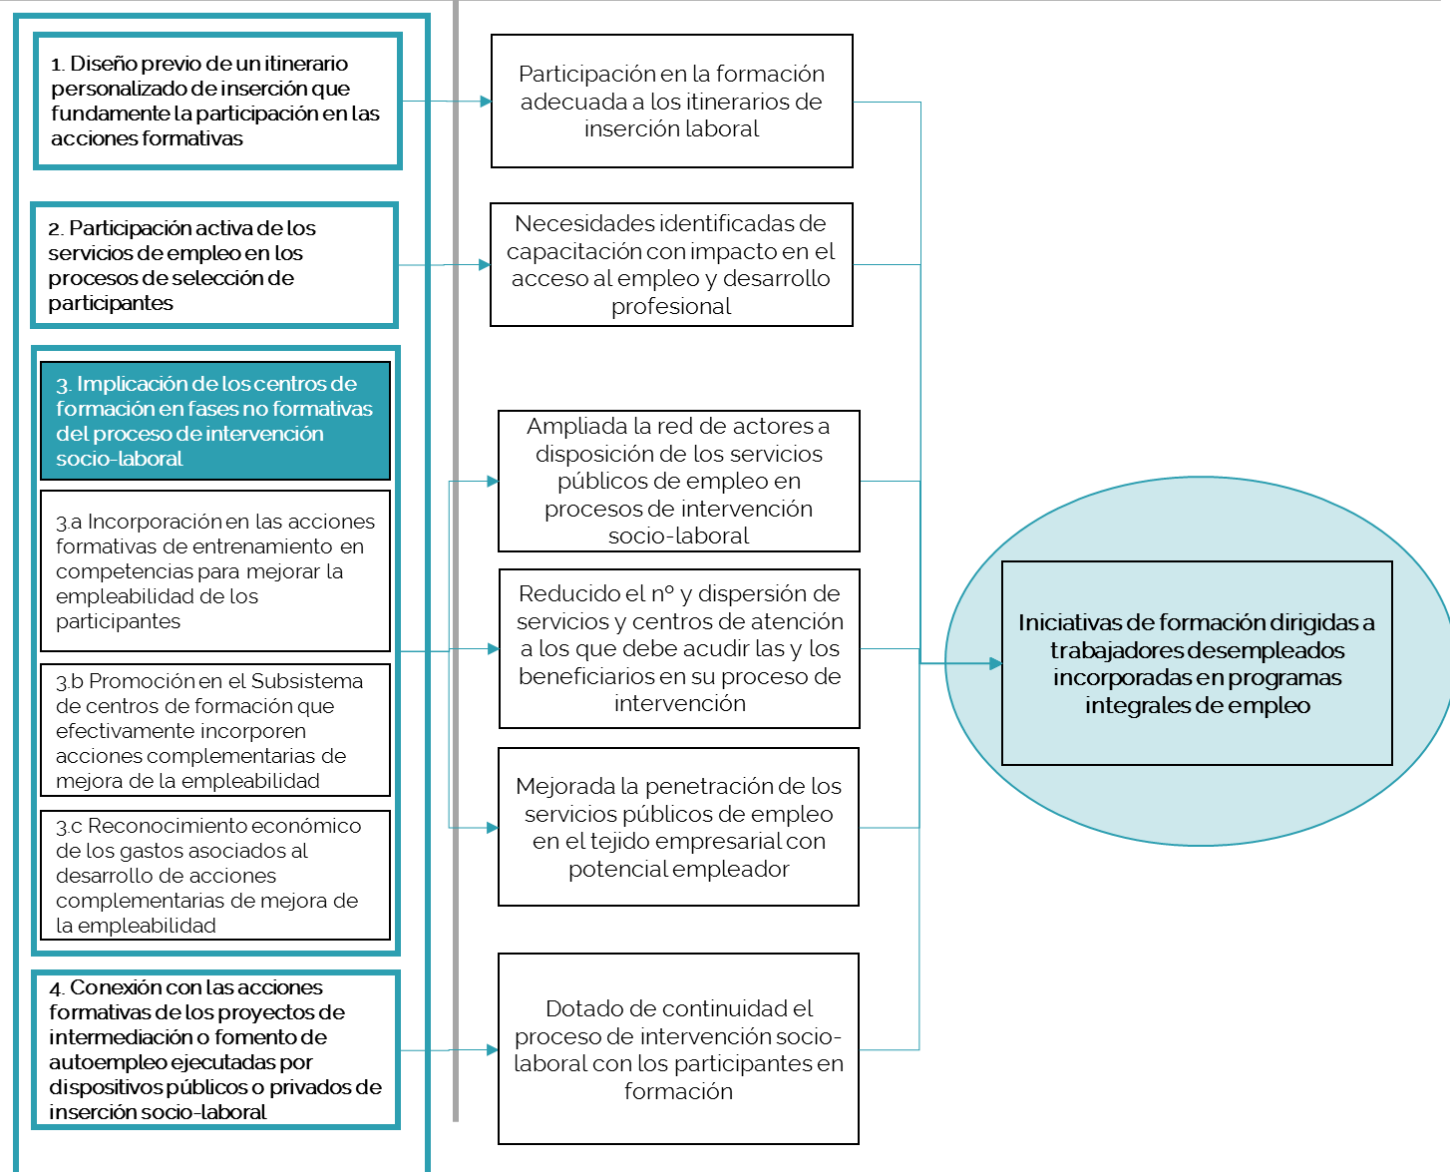 1. Diseño previo de un itinerario
personalizado de inserción que
fundamente la participación en las
acciones formativas
Participación en la formación
adecuada a los itinerarios de
inserción laboral
2. Participación activa de los
servicios de empleo en los
procesos de selección de
participantes
Necesidades identificadas de
capacitación con impacto en el
acceso al empleo y desarrollo
profesional
3. Implicación de los centros de
formación en fases no formativas
del proceso de intervención
socio-laboral
3.a Incorporación en las acciones
formativas de entrenamiento en
competencias para mejorar la
empleabilidad de los
participantes
3.b Promoción en el Subsistema
de centros de formación que
efectivamente incorporen
acciones complementarias de
mejora de la empleabilidad
3.c Reconocimiento económico
de los gastos asociados al
desarrollo de acciones
complementarias de mejora de
la empleabilidad
Ampliada la red de actores a
disposición de los servicios
públicos de empleo en
procesos de intervención
socio-laboral
Reducido el nº y dispersión de
servicios y centros de atención
a los que debe acudir las y los
beneficiarios en su proceso de
intervención
Mejorada la penetración de los
servicios públicos de empleo
en el tejido empresarial con
potencial empleador
4. Conexión con las acciones
formativas de los proyectos de
intermediación o fomento de
autoempleo ejecutadas por
dispositivos públicos o privados de
inserción socio-laboral
Dotado de continuidad el
proceso de intervención socio-
laboral con los participantes en
formación
Iniciativas de formación dirigidas a
trabajadores desempleados
incorporadas en programas
integrales de empleo